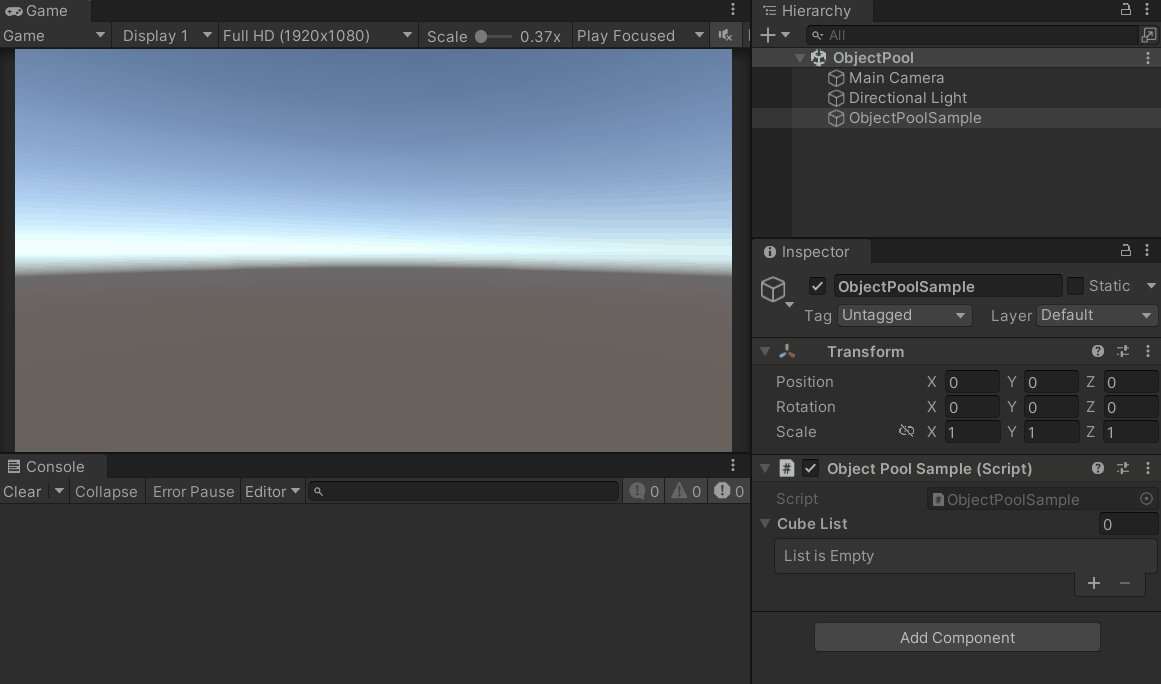 Game
Game Display 1 Full HD (1920x1080) Scale 0.37x Play Focused
Console
Clear Collapse Error Pause Editor 0 0 0
Hierarchy
All
ObjectPool
Main Camera
Directional Light
ObjectPoolSample
Inspector
ObjectPoolSample Static
Tag Untagged Layer Default
Transform
Position X 0 Y 0 Z 0
Rotation X 0 Y 0 Z 0
Scale X 1 Y 1 Z 1
# Object Pool Sample (Script)
Script # ObjectPoolSample
Cube List 0
List is Empty
+ −
Add Component